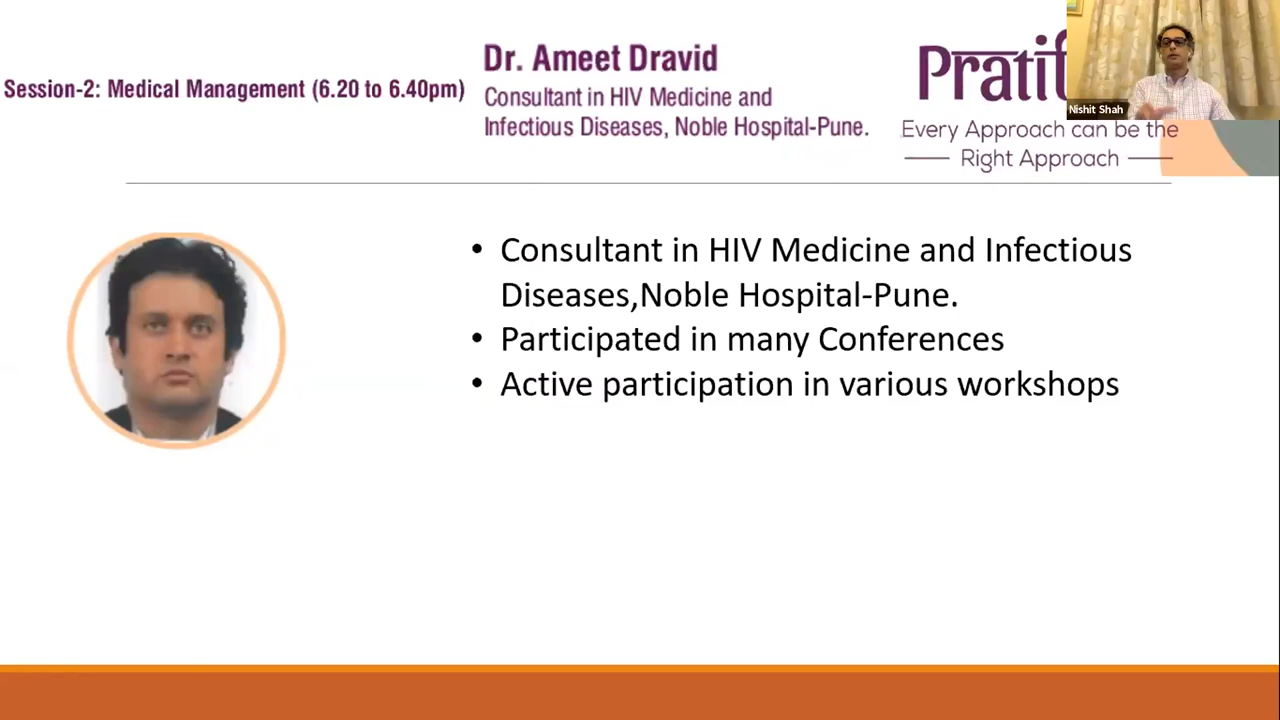 Session-2: Medical Management (6.20 to 6.40pm)
Dr. Ameet Dravid
Consultant in HIV Medicine and
Infectious Diseases, Noble Hospital-Pune.
Every Approach can be the
Right Approach
Nishit Shah
• Consultant in HIV Medicine and Infectious
Diseases,Noble Hospital-Pune.
• Participated in many Conferences
• Active participation in various workshops